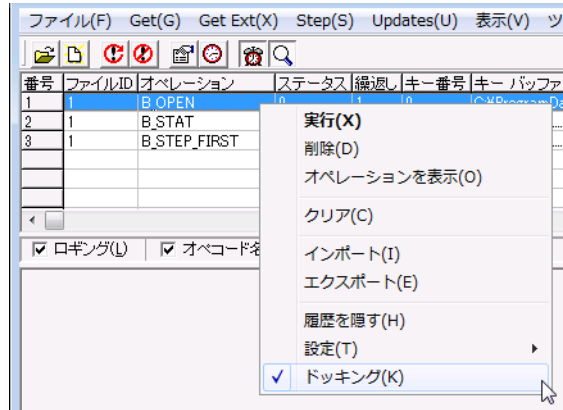 ファイル(F) Get(G) Get Ext(X) Step(S) Updates(U) 表示(V) ツ
番号 ファイルID オペレーション ステータス 繰返し キー番号 キー バッファ
1 1 B_OPEN 0 1 0 C:¥ProgramDa
2 1 B_STAT
3 1 B_STEP_FIRST
ロギング(L) オペコード名
実行(X)
削除(D)
オペレーションを表示(O)
クリア(C)
インポート(I)
エクスポート(E)
履歴を隠す(H)
設定(T)
ドッキング(K)